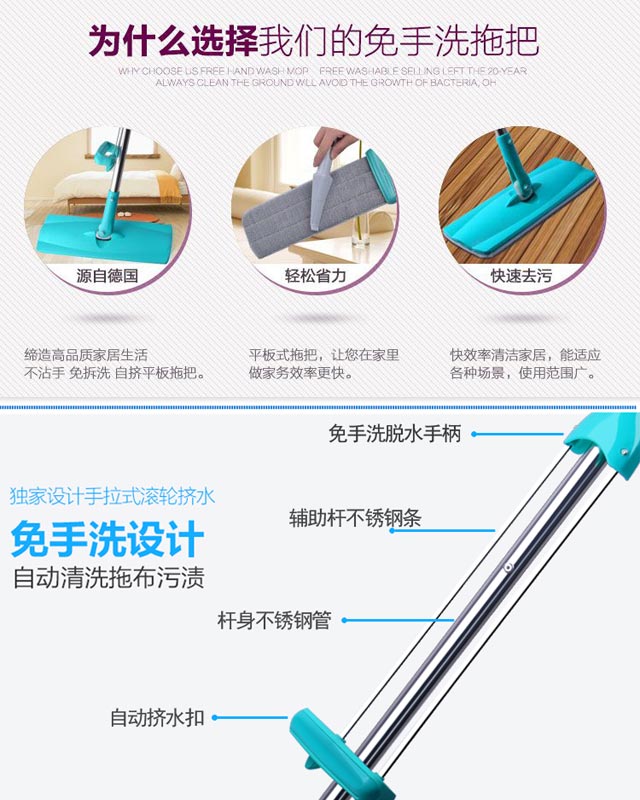 为什么选择我们的免手洗拖把
WHY CHOOSE US FREE HAND WASH MOP FREE WASHABLE SELLING LEFT THE 20-YEAR
ALWAYS CLEAN THE GROUND WILL AVOID THE GROWTH OF BACTERIA, OH
源自德国
轻松省力
快速去污
缔造高品质家居生活
不沾手 免拆洗 自挤平板拖把。
平板式拖把，让您在家里
做家务效率更快。
快效率清洁家居，能适应
各种场景，使用范围广。
免手洗脱水手柄
独家设计手拉式滚轮挤水
免手洗设计
自动清洗拖布污渍
辅助杆不锈钢条
杆身不锈钢管
自动挤水扣